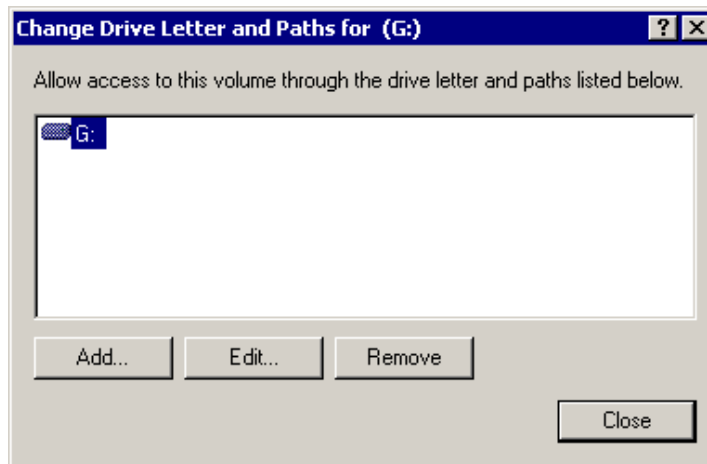 Change Drive Letter and Paths for (G:)
Allow access to this volume through the drive letter and paths listed below.
G:
Add... Edit... Remove
Close